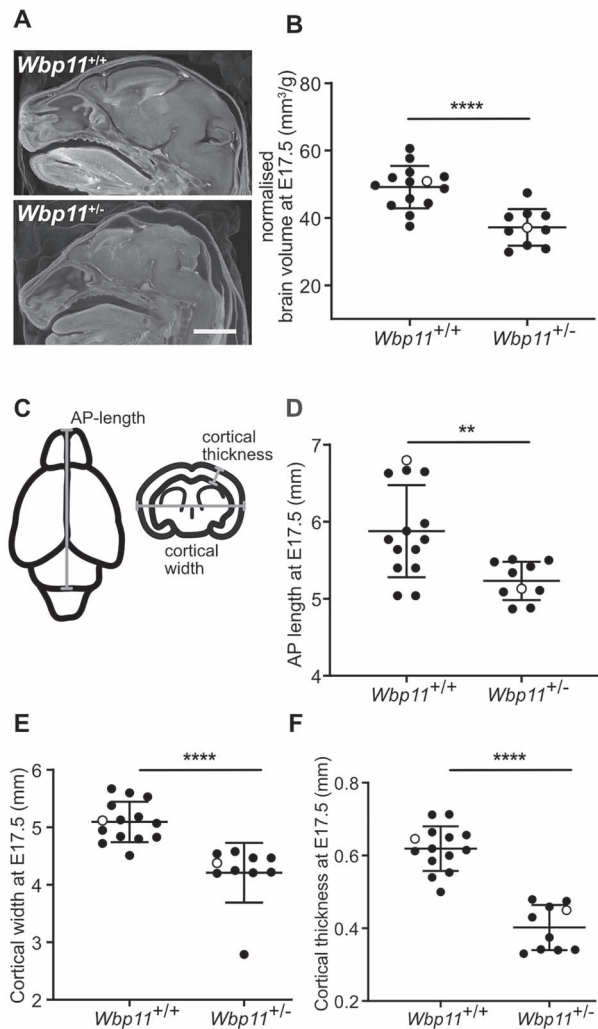 A
Wbp11+/+
Wbp11+/-
B
normalised
brain volume at E17.5 (mm³/g)
80
60
40
20
****
Wbp11+/+
Wbp11+/-
C
AP-length
cortical
thickness
cortical
width
D
AP length at E17.5 (mm)
7
6
5
4
**
Wbp11+/+
Wbp11+/-
E
Cortical width at E17.5 (mm)
6
5
4
3
2
****
Wbp11+/+
Wbp11+/-
F
Cortical thickness at E17.5 (mm)
0.8
0.6
0.4
0.2
****
Wbp11+/+
Wbp11+/-